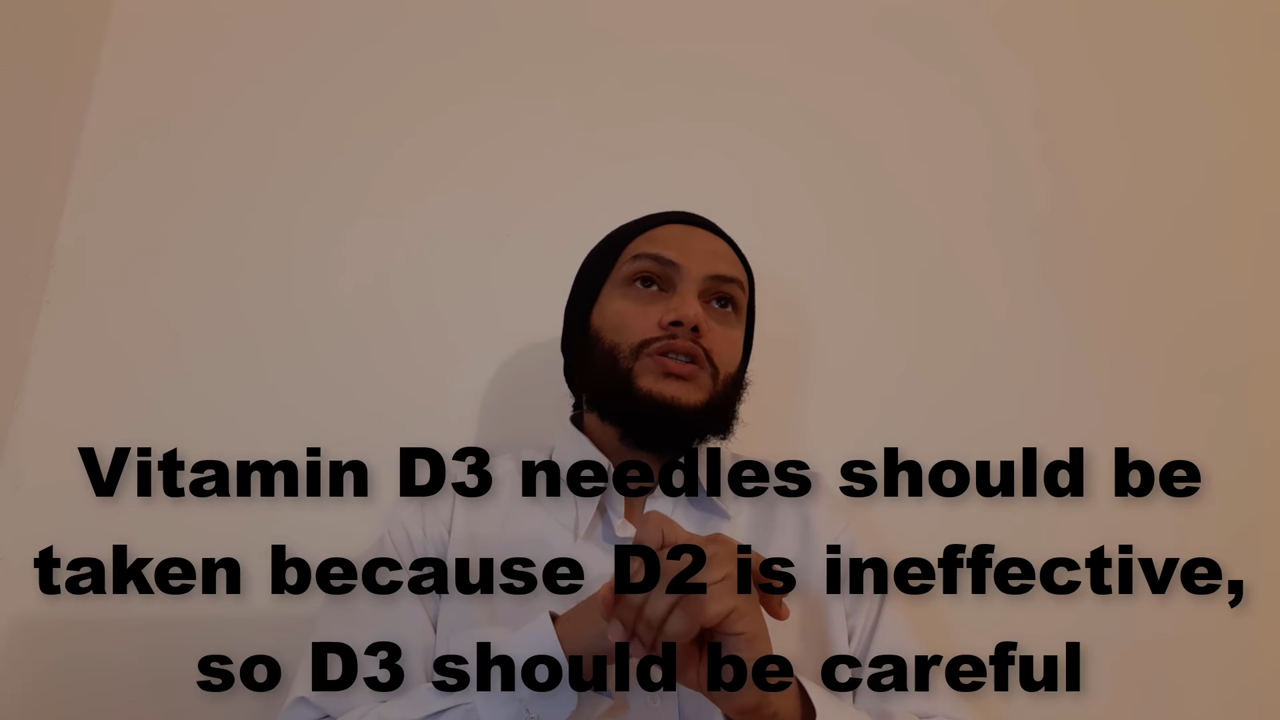 Vitamin D3 needles should be
taken because D2 is ineffective,
so D3 should be careful